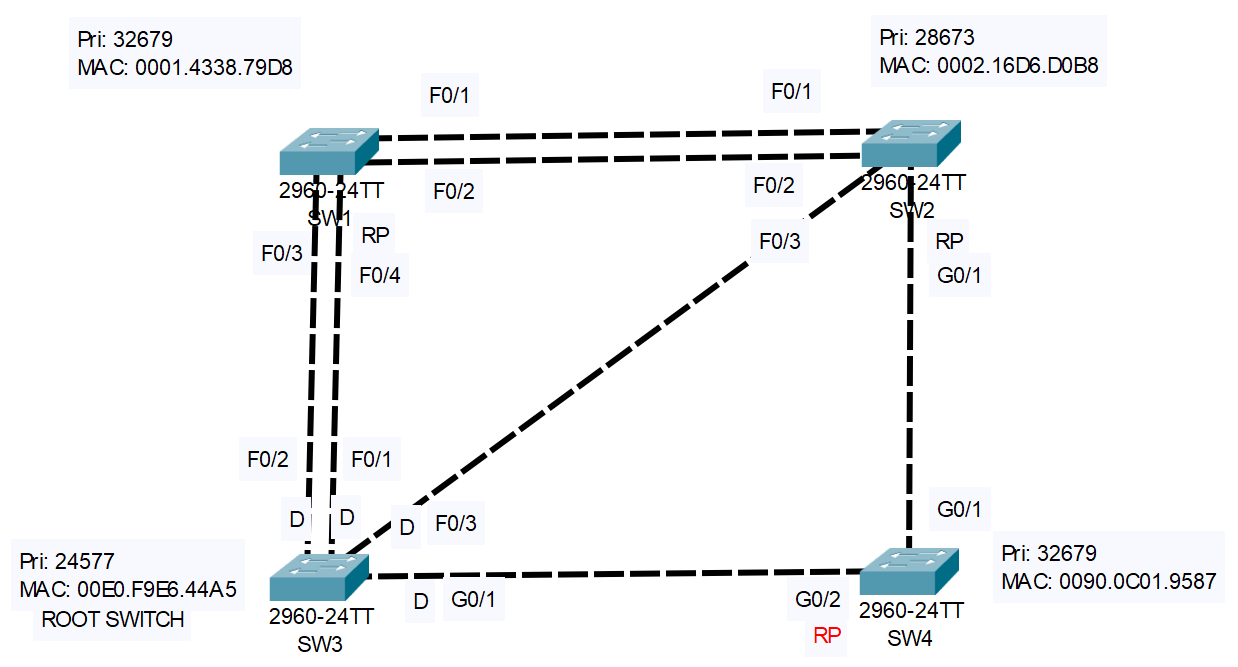 Pri: 32679
MAC: 0001.4338.79D8
Pri: 28673
MAC: 0002.16D6.D0B8
F0/1
F0/1
2960-24TT
SW1
F0/2
F0/2
2960-24TT
SW2
F0/3
RP
F0/4
F0/3
RP
G0/1
F0/2
F0/1
D
D
D
F0/3
G0/1
Pri: 24577
MAC: 00E0.F9E6.44A5
ROOT SWITCH
2960-24TT
SW3
D
G0/1
G0/2
RP
2960-24TT
SW4
Pri: 32679
MAC: 0090.0C01.9587